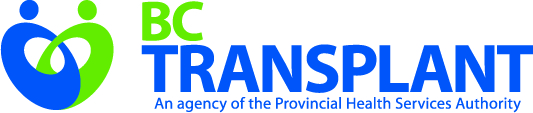 BC
TRANSPLANT
An agency of the Provincial Health Services Authority